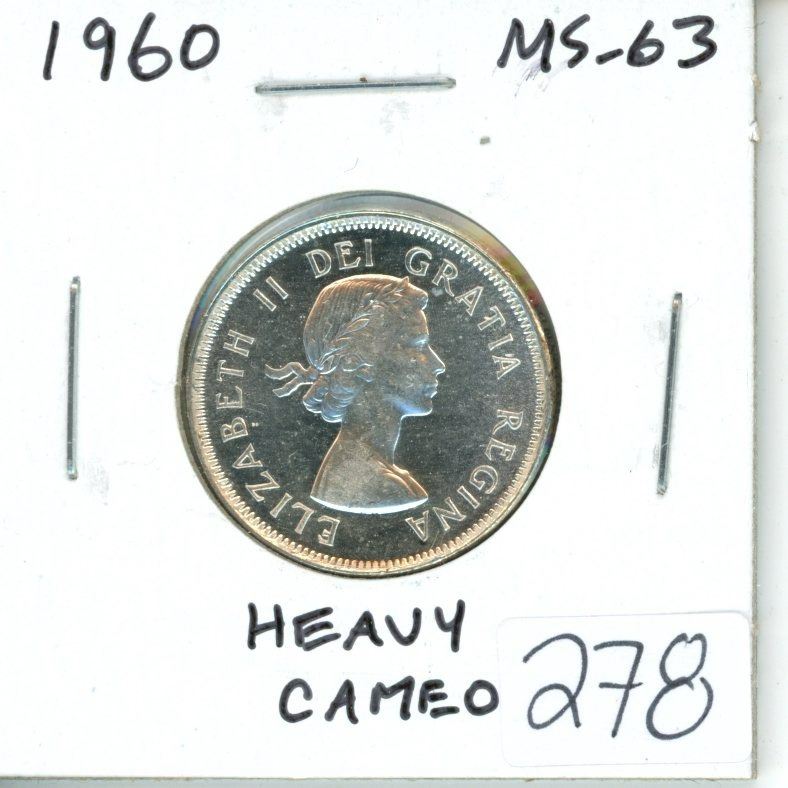 1960 MS-63
ELIZABETH II DEI GRATIA REGINA
HEAVY
CAMEO
278